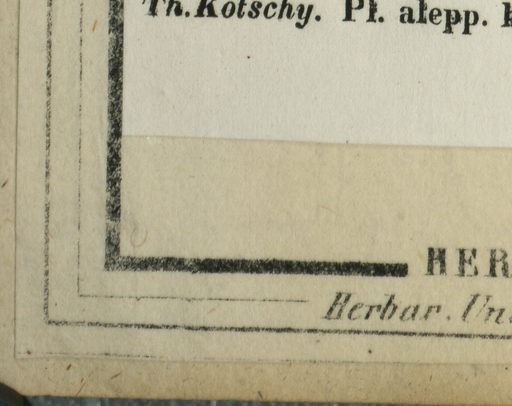 Th.Kotschy. Pl. alepp.
HER
Herbar. Un